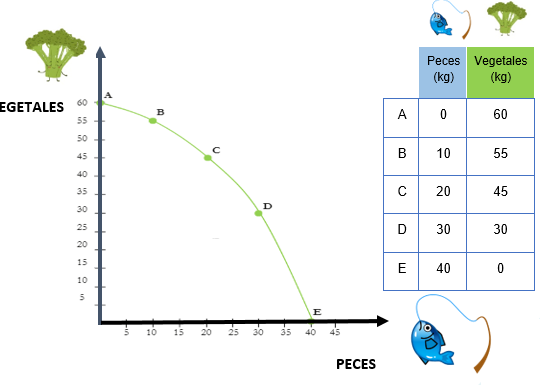 EGETALES
60
55
50
45
40
35
30
25
20
15
10
5
A
B
C
D
E
5 10 15 20 25 30 35 40 45
PECES
Peces (kg) Vegetales (kg)
A 0 60
B 10 55
C 20 45
D 30 30
E 40 0